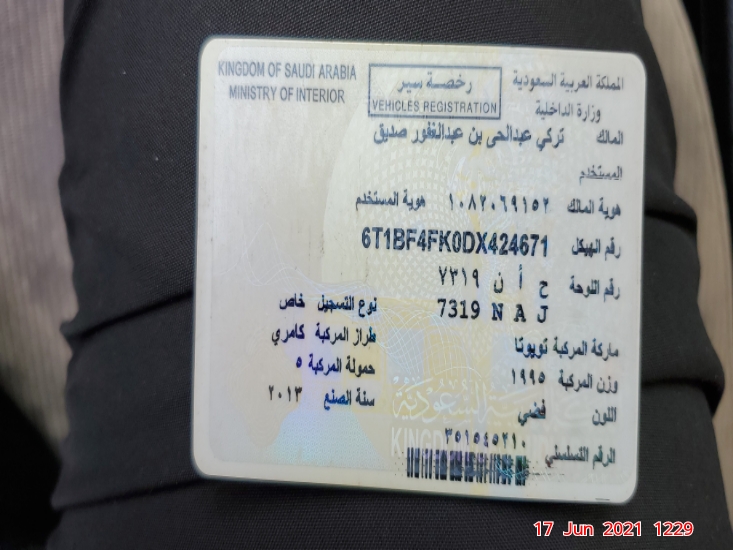 KINGDOM OF SAUDI ARABIA
MINISTRY OF INTERIOR
رخصة سير
VEHICLES REGISTRATION
المملكة العربية السعودية
وزارة الداخلية
المالك تركي عبدالحى بن عبدالغفور صديق
المستخدم
هوية المالك ١٠٨٢٠٦٩١٥٢ هوية المستخدم
رقم الهيكل 6T1BF4FK0DX424671
رقم اللوحة ح أ ن ٧٣١٩
7319 N A J
نوع التسجيل خاص
ماركة المركبة تويوتا طراز المركبة كامري
وزن المركبة ١٩٩٥ حمولة المركبة ٥
اللون فضي سنة الصنع ٢٠١٣
الرقم التسلسلي ٣٥١٥٤٥٢١٠
17 Jun 2021 1229